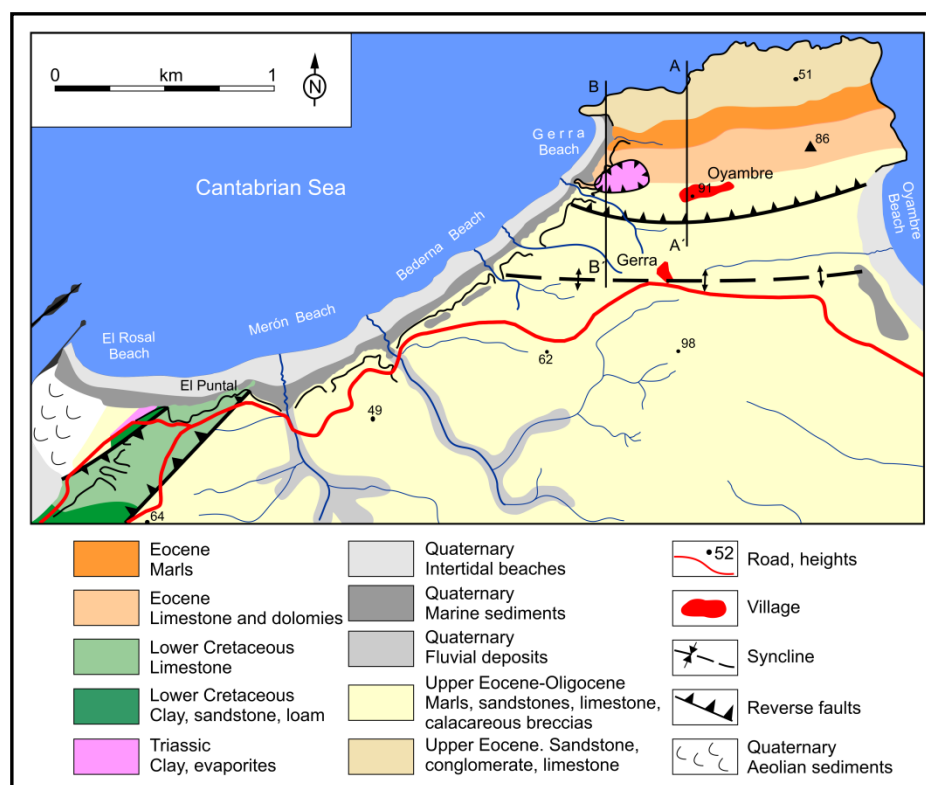 0 km 1
N
A
B
51
Gerra
Beach
86
Oyambre
91
Cantabrian Sea
Oyambre
Beach
A´
Bederna Beach
B´
Gerra
Merón Beach
El Rosal
Beach
62
98
El Puntal
49
64
Eocene
Marls
Eocene
Limestone and dolomies
Lower Cretaceous
Limestone
Lower Cretaceous
Clay, sandstone, loam
Triassic
Clay, evaporites
Quaternary
Intertidal beaches
Quaternary
Marine sediments
Quaternary
Fluvial deposits
Upper Eocene-Oligocene
Marls, sandstones, limestone,
calacareous breccias
Upper Eocene. Sandstone,
conglomerate, limestone
52
Road, heights
Village
Syncline
Reverse faults
Quaternary
Aeolian sediments